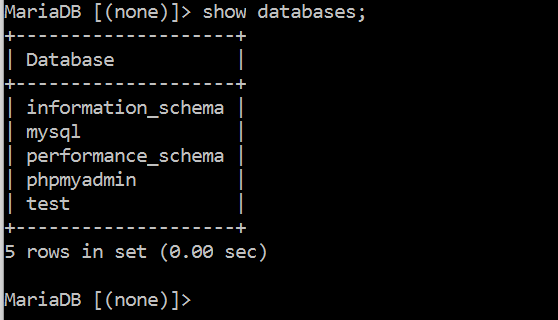 MariaDB [(none)]> show databases;
+--------------------+
| Database           |
+--------------------+
| information_schema |
| mysql              |
| performance_schema |
| phpmyadmin         |
| test               |
+--------------------+
5 rows in set (0.00 sec)
MariaDB [(none)]>